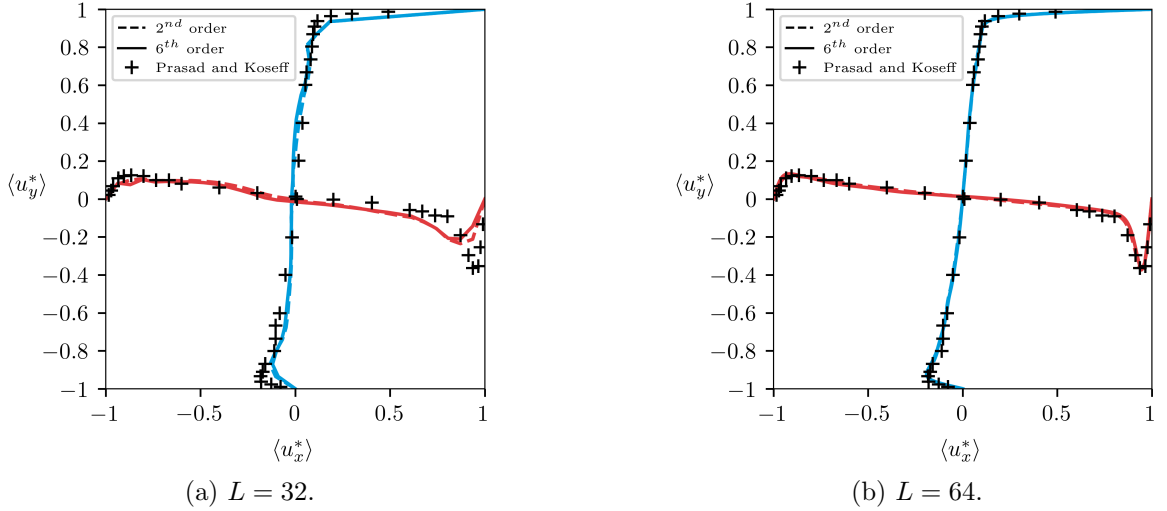 2nd order
6th order
Prasad and Koseff
1
0.8
0.6
0.4
0.2
0
−0.2
−0.4
−0.6
−0.8
−1
⟨u*y⟩
−1 −0.5 0 0.5 1
⟨u*x⟩
(a) L = 32.
2nd order
6th order
Prasad and Koseff
1
0.8
0.6
0.4
0.2
0
−0.2
−0.4
−0.6
−0.8
−1
⟨u*y⟩
−1 −0.5 0 0.5 1
⟨u*x⟩
(b) L = 64.